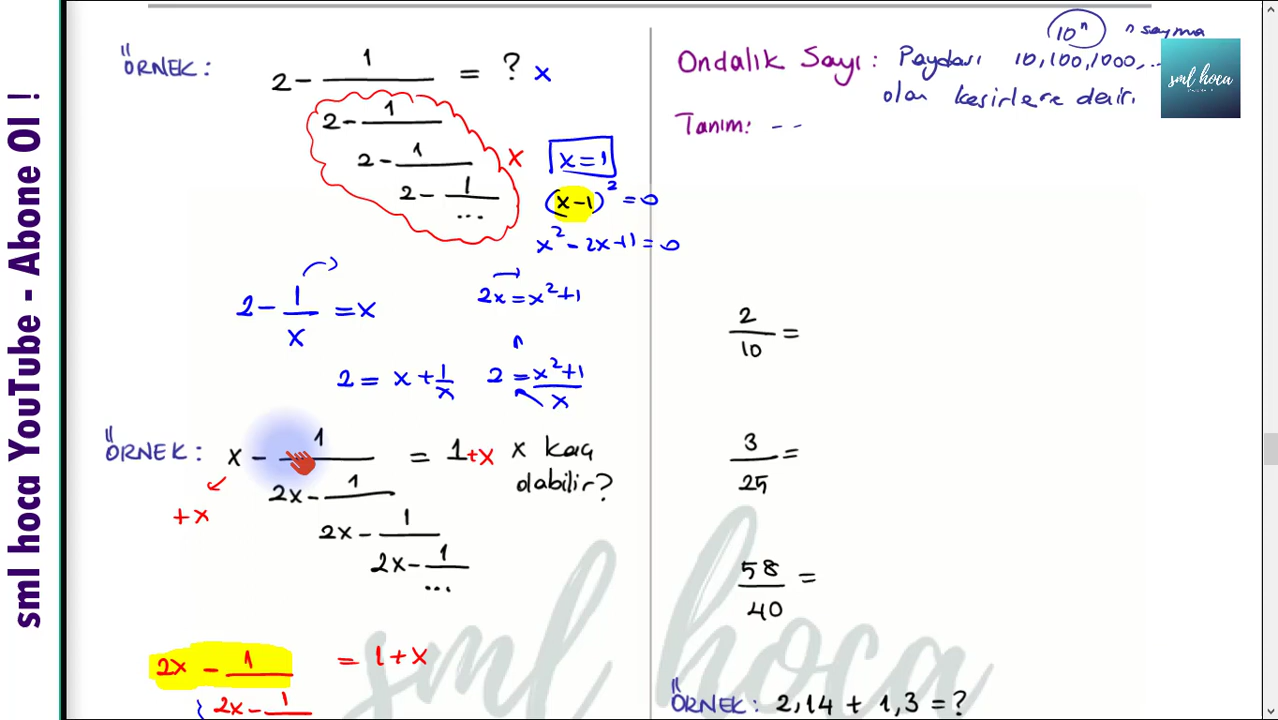 sml hoca YouTube - Abone Ol !
ÖRNEK: 2 - 1 / = ? x
2 - 1
2 - 1 x
2 - 1
...
x = 1
(x-1)² = 0
x² - 2x + 1 = 0
2 - 1/x = x
2x = x² + 1
2 = x + 1/x
2 = x²+1 / x
ÖRNEK: x - 1 / = 1 + x x kaç
olabilir?
+x
2x - 1
2x - 1
2x - 1
...
2x - 1 / = 1 + x
2x - 1
10ⁿ n sayma
Ondalık Sayı: Paydası 10,100,1000,...
olan kesirlere denir.
Tanım: - -
sml hoca
2/10 =
3/25 =
58/40 =
ÖRNEK: 2,14 + 1,3 = ?
sml hoca